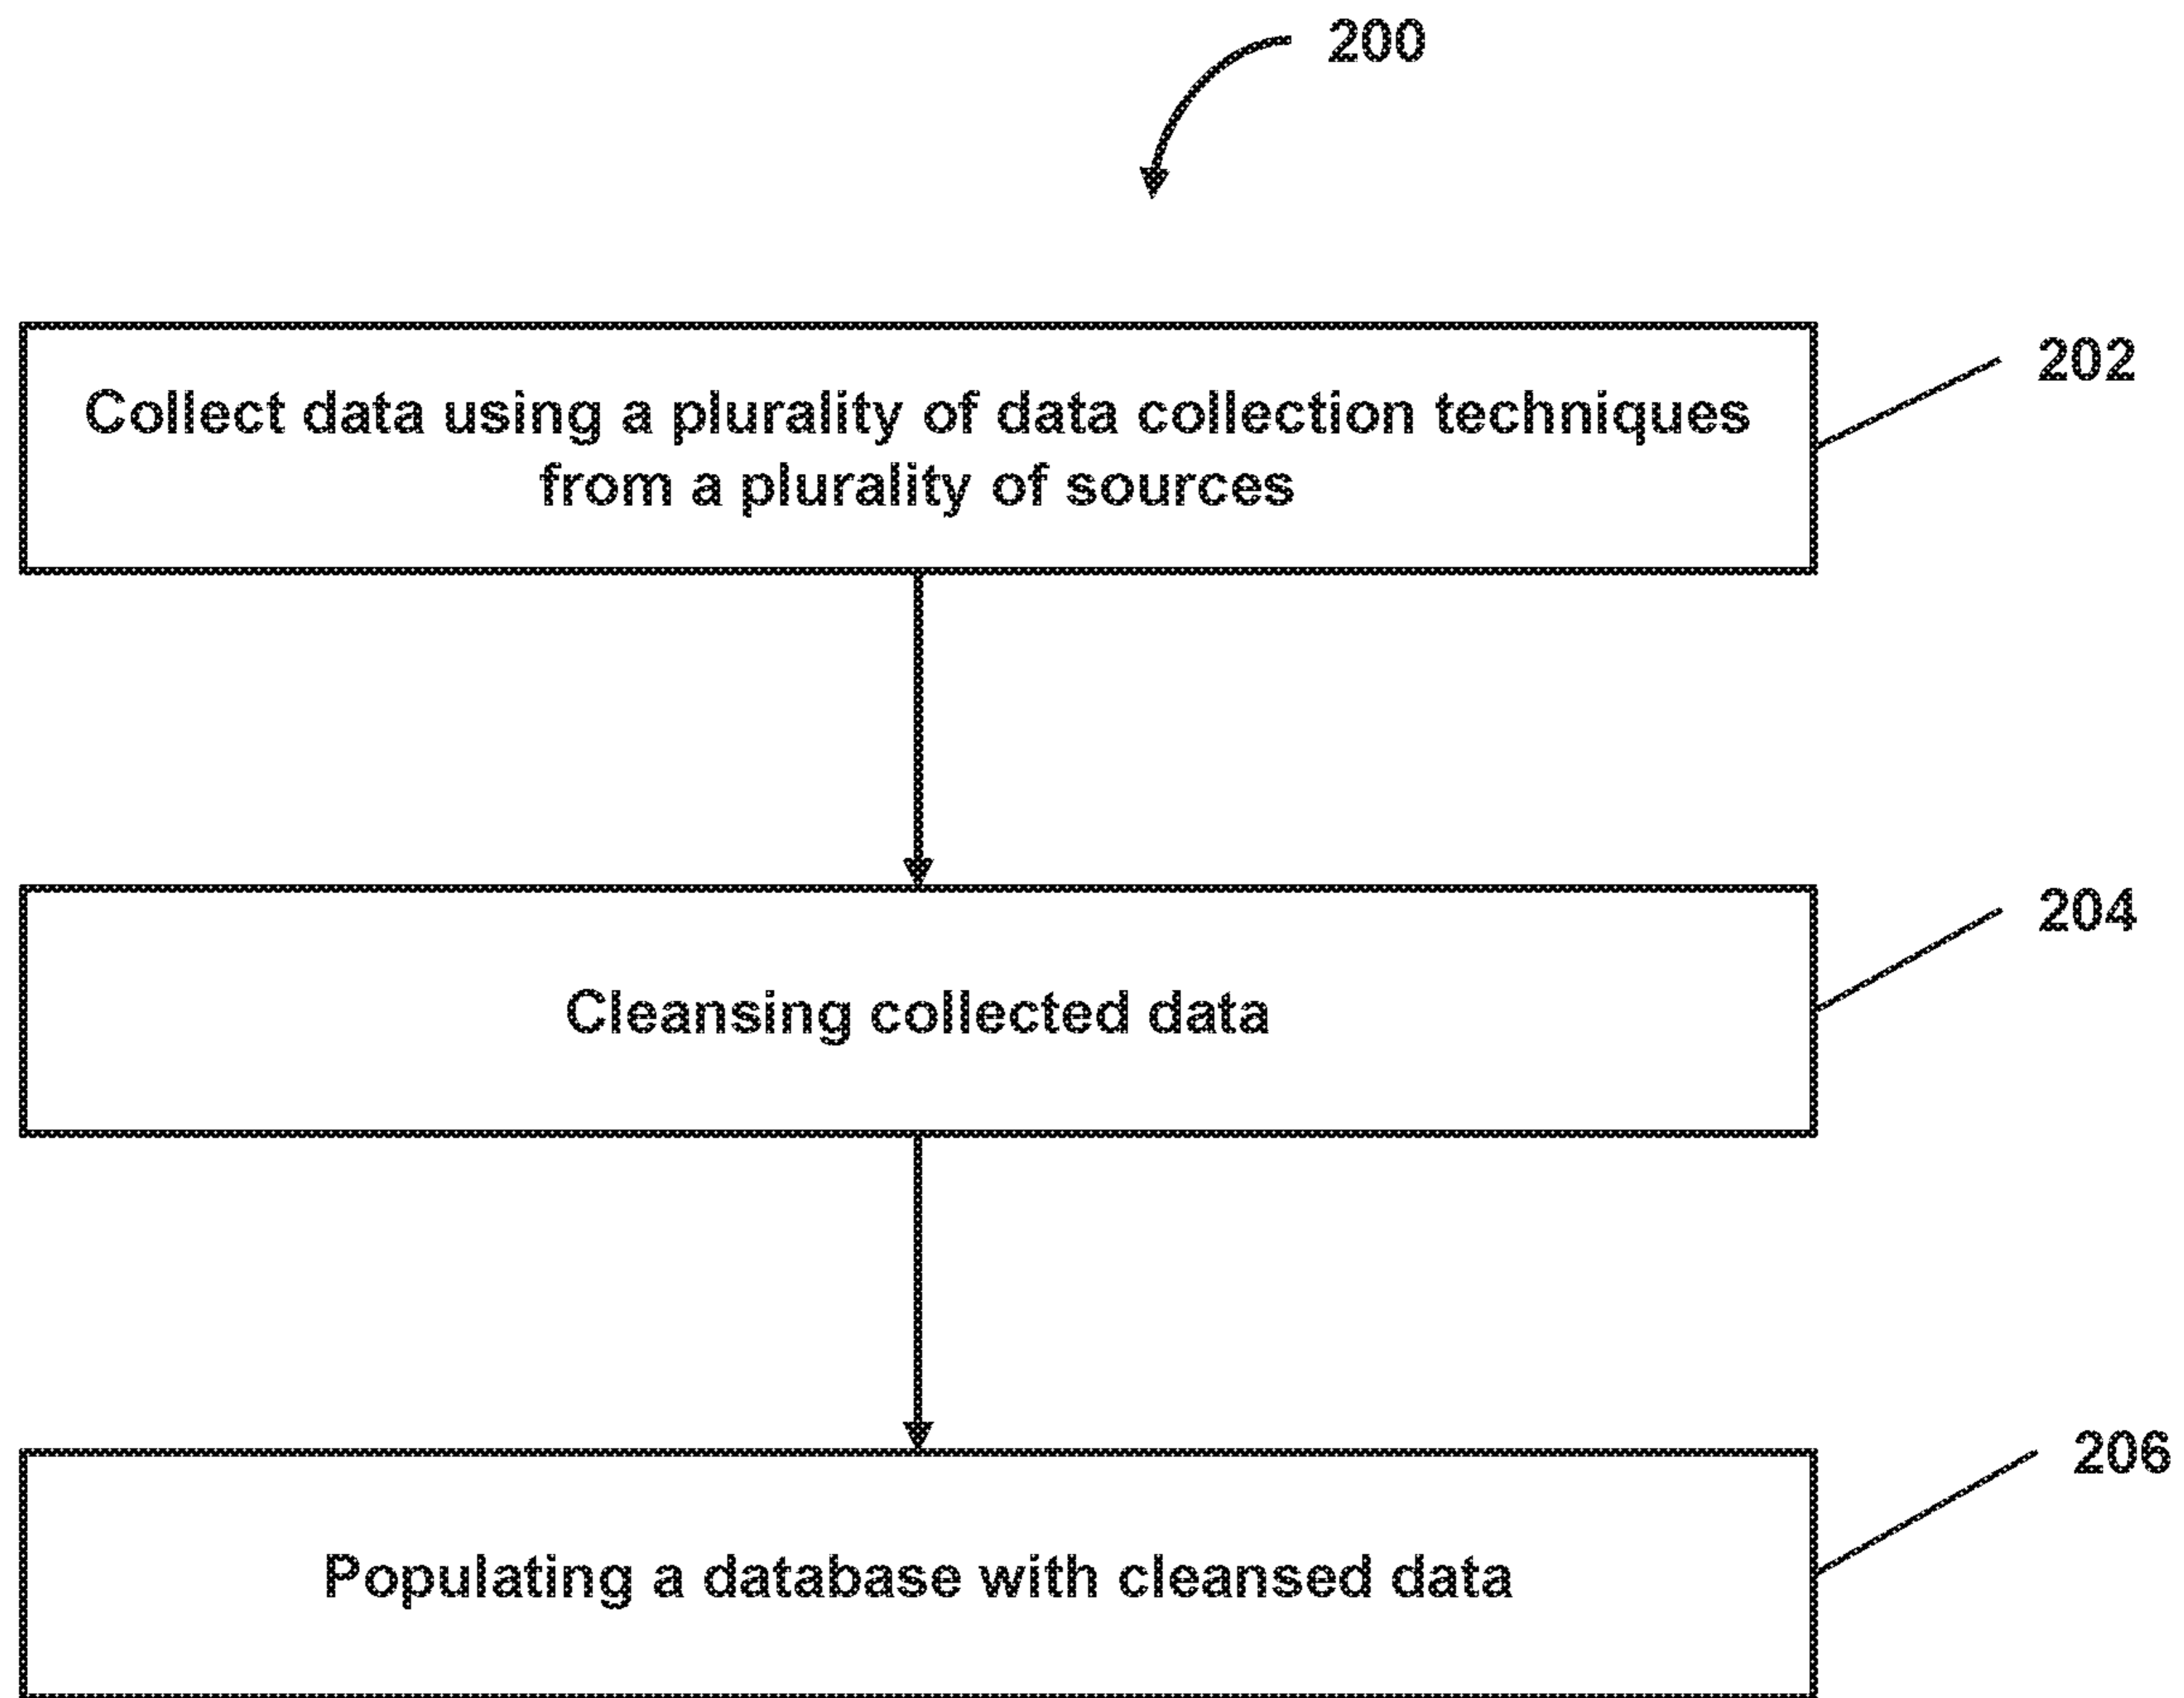 200
202
Collect data using a plurality of data collection techniques
from a plurality of sources
204
Cleansing collected data
206
Populating a database with cleansed data